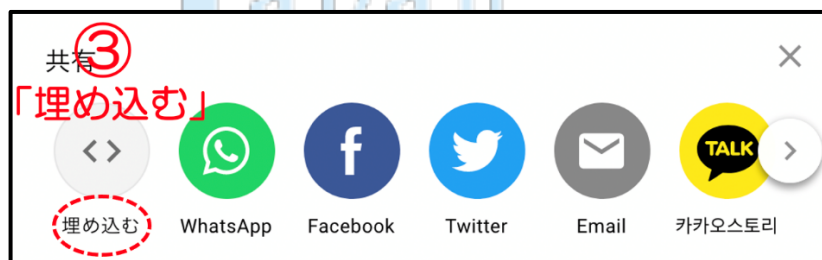 共有
③
「埋め込む」
TALK
埋め込む
WhatsApp
Facebook
Twitter
Email
카카오스토리